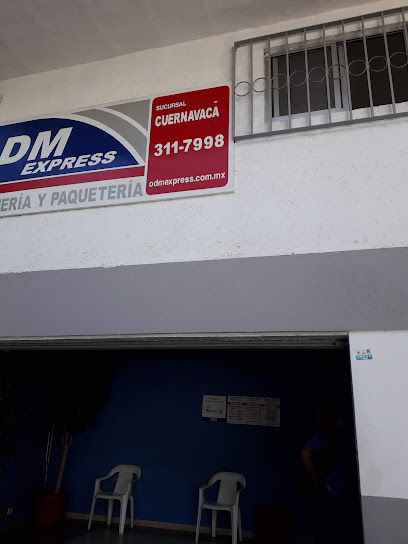 DM
EXPRESS
ERÍA Y PAQUETERÍA
SUCURSAL
CUERNAVACA
311-7998
odmexpress.com.mx